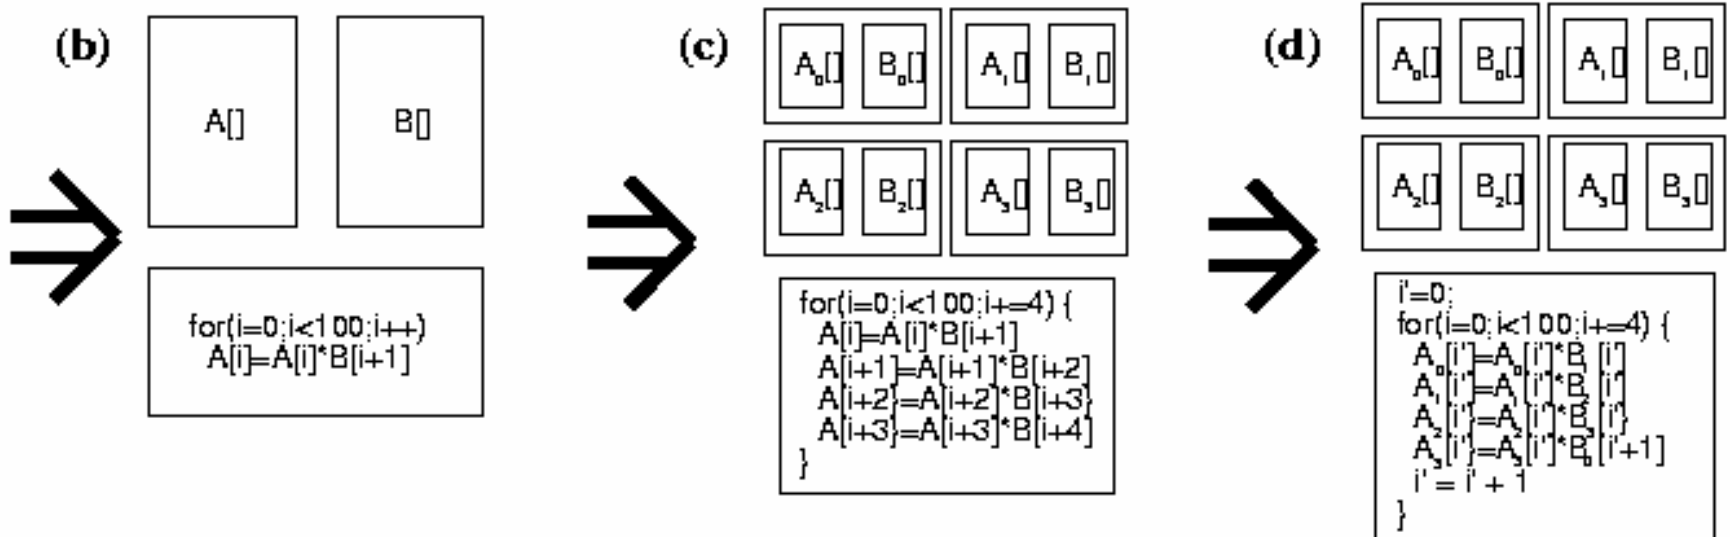 (b)
A[]
B[]
for(i=0;i<100;i++)
A[i]=A[i]*B[i+1]
(c)
A₀[] B₀[] A₁[] B₁[]
A₂[] B₂[] A₃[] B₃[]
for(i=0;i<100;i+=4) {
A[i]=A[i]*B[i+1]
A[i+1]=A[i+1]*B[i+2]
A[i+2}=A[i+2]*B[i+3}
A[i+3}=A[i+3]*B[i+4]
}
(d)
A₀[] B₀[] A₁[] B₁[]
A₂[] B₂[] A₃[] B₃[]
i'=0;
for(i=0;i<100;i+=4) {
A₀[i']=A₀[i']*B₁[i']
A₁[i']=A₁[i']*B₂[i']
A₂[i'}=A₂[i']*B₃[i'}
A₃[i'}=A₃[i']*B₀[i'+1]
i' = i' + 1
}